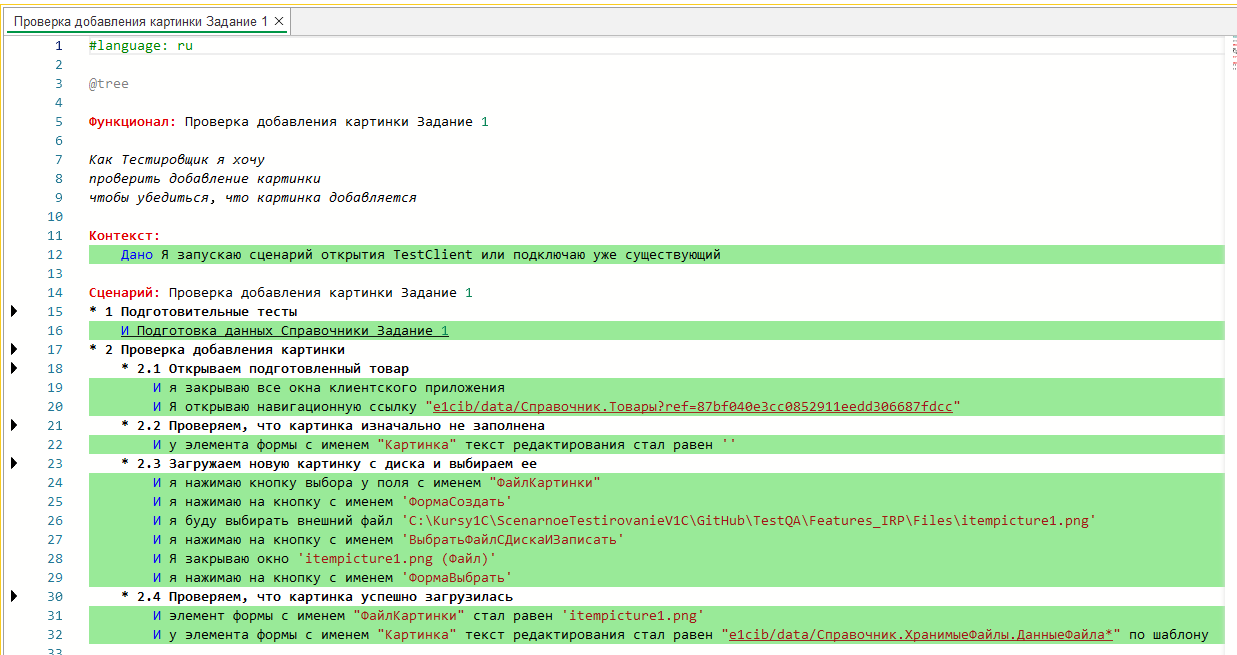 Проверка добавления картинки Задание 1 ×
1 #language: ru
2
3 @tree
4
5 Функционал: Проверка добавления картинки Задание 1
6
7 Как Тестировщик я хочу
8 проверить добавление картинки
9 чтобы убедиться, что картинка добавляется
10
11 Контекст:
12 Дано Я запускаю сценарий открытия TestClient или подключаю уже существующий
13
14 Сценарий: Проверка добавления картинки Задание 1
15 * 1 Подготовительные тесты
16 И Подготовка данных Справочники Задание 1
17 * 2 Проверка добавления картинки
18 * 2.1 Открываем подготовленный товар
19 И я закрываю все окна клиентского приложения
20 И Я открываю навигационную ссылку "e1cib/data/Справочник.Товары?ref=87bf040e3cc0852911eedd306687fdcc"
21 * 2.2 Проверяем, что картинка изначально не заполнена
22 И у элемента формы с именем "Картинка" текст редактирования стал равен ''
23 * 2.3 Загружаем новую картинку с диска и выбираем ее
24 И я нажимаю кнопку выбора у поля с именем "ФайлКартинки"
25 И я нажимаю на кнопку с именем 'ФормаСоздать'
26 И я буду выбирать внешний файл 'C:\Kursy1C\ScenarnoeTestirovanieV1C\GitHub\TestQA\Features_IRP\Files\itempicture1.png'
27 И я нажимаю на кнопку с именем 'ВыбратьФайлСДискаИЗаписать'
28 И Я закрываю окно 'itempicture1.png (Файл)'
29 И я нажимаю на кнопку с именем 'ФормаВыбрать'
30 * 2.4 Проверяем, что картинка успешно загрузилась
31 И элемент формы с именем "ФайлКартинки" стал равен 'itempicture1.png'
32 И у элемента формы с именем "Картинка" текст редактирования стал равен "e1cib/data/Справочник.ХранимыеФайлы.ДанныеФайла*" по шаблону
33